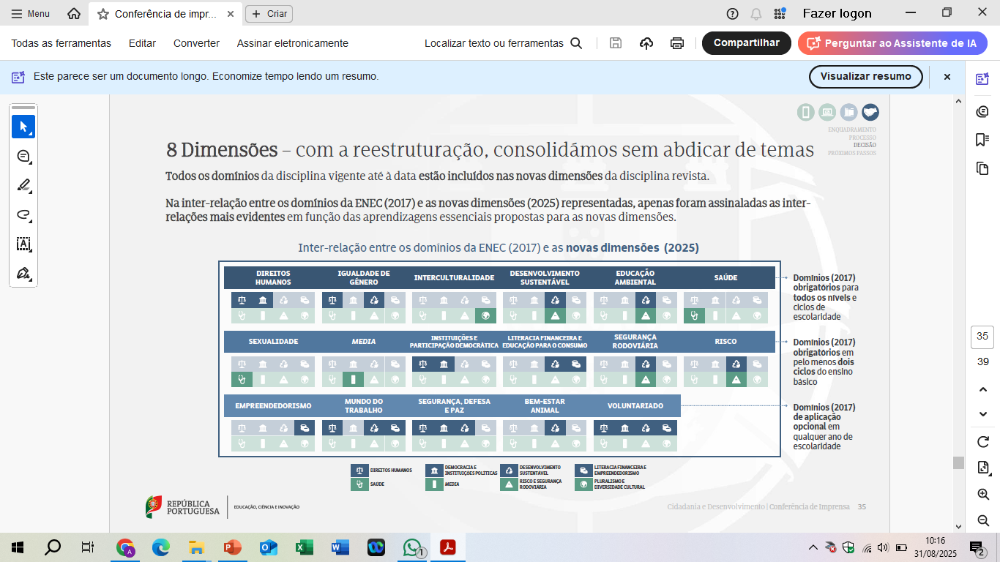 Menu
Conferência de impr...
Criar
Fazer logon
Todas as ferramentas
Editar
Converter
Assinar eletronicamente
Localizar texto ou ferramentas
Compartilhar
Perguntar ao Assistente de IA
Este parece ser um documento longo. Economize tempo lendo um resumo.
Visualizar resumo
ENQUADRAMENTO
PROCESSO
DECISÃO
PRÓXIMOS PASSOS
8 Dimensões – com a reestruturação, consolidámos sem abdicar de temas
Todos os domínios da disciplina vigente até à data estão incluídos nas novas dimensões da disciplina revista.
Na inter-relação entre os domínios da ENEC (2017) e as novas dimensões (2025) representadas, apenas foram assinaladas as inter-
relações mais evidentes em função das aprendizagens essenciais propostas para as novas dimensões.
Inter-relação entre os domínios da ENEC (2017) e as novas dimensões (2025)
DIREITOS
HUMANOS
IGUALDADE DE
GÉNERO
INTERCULTURALIDADE
DESENVOLVIMENTO
SUSTENTÁVEL
EDUCAÇÃO
AMBIENTAL
SAÚDE
Domínios (2017)
obrigatórios para
todos os níveis e
ciclos de
escolaridade
SEXUALIDADE
MEDIA
INSTITUIÇÕES E
PARTICIPAÇÃO DEMOCRÁTICA
LITERACIA FINANCEIRA E
EDUCAÇÃO PARA O CONSUMO
SEGURANÇA
RODOVIÁRIA
RISCO
Domínios (2017)
obrigatórios em
pelo menos dois
ciclos do ensino
básico
EMPREENDEDORISMO
MUNDO DO
TRABALHO
SEGURANÇA, DEFESA
E PAZ
BEM-ESTAR
ANIMAL
VOLUNTARIADO
Domínios (2017)
de aplicação
opcional em
qualquer ano de
escolaridade
DIREITOS HUMANOS
DEMOCRACIA E
INSTITUIÇÕES POLÍTICAS
DESENVOLVIMENTO
SUSTENTÁVEL
LITERACIA FINANCEIRA E
EMPREENDEDORISMO
SAÚDE
MEDIA
RISCO E SEGURANÇA
RODOVIÁRIA
PLURALISMO E
DIVERSIDADE CULTURAL
REPÚBLICA
PORTUGUESA
EDUCAÇÃO, CIÊNCIA E INOVAÇÃO
Cidadania e Desenvolvimento | Conferência de Imprensa 35
35
39
10:16
31/08/2025
1
2
A